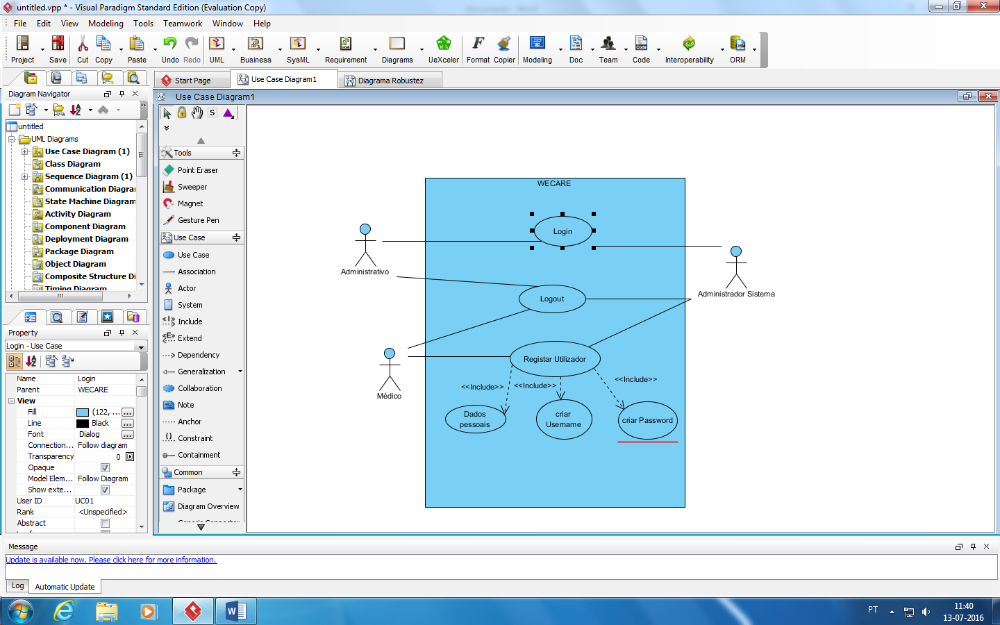 untitled.vpp * - Visual Paradigm Standard Edition (Evaluation Copy)
File Edit View Modeling Tools Teamwork Window Help
Project Save Cut Copy Paste Undo Redo UML Business SysML Requirement Diagrams UeXceler Format Copier Modeling Doc Team Code Interoperability ORM
Start Page Use Case Diagram1 Diagrama Robustez
Diagram Navigator
Use Case Diagram1
untitled
UML Diagrams
Use Case Diagram (1)
Class Diagram
Sequence Diagram (1)
Communication Diagra
State Machine Diagram
Activity Diagram
Component Diagram
Deployment Diagram
Package Diagram
Object Diagram
Composite Structure Di
Timing Diagram
Property
Login - Use Case
Name Login
Parent WECARE
View
Fill (122, ... ...
Line Black ...
Font Dialog ...
Connection... Follow diagram
Transparency 0
Opaque
Model Elem... Follow Diagram
Show exte...
User ID UC01
Rank <Unspecified>
Abstract
S
Tools
Point Eraser
Sweeper
Magnet
Gesture Pen
Use Case
Use Case
Association
Actor
System
Include
Extend
Dependency
Generalization
Collaboration
Note
Anchor
Constraint
Containment
Common
Package
Diagram Overview
Generic Connector
WECARE
Login
Administrativo
Administrador Sistema
Logout
Médico
Registar Utilizador
<<Include>>
<<Include>>
<<Include>>
Dados
pessoais
criar
Username
criar Password
Message
Update is available now. Please click here for more information.
Log Automatic Update
PT
11:40
13-07-2016